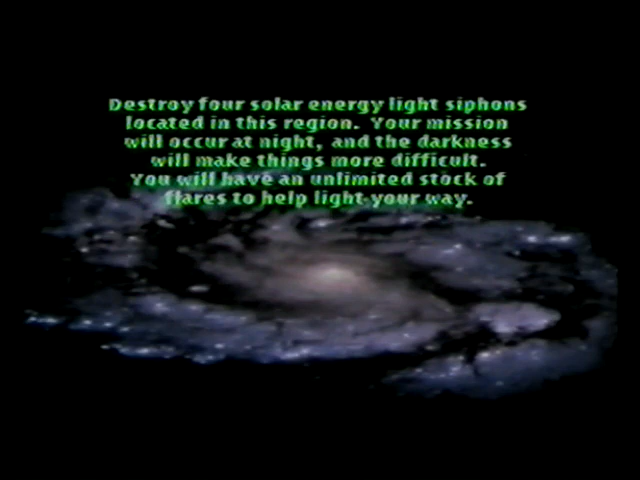 Destroy four solar energy light siphons
located in this region. Your mission
will occur at night, and the darkness
will make things more difficult.
You will have an unlimited stock of
flares to help light your way.